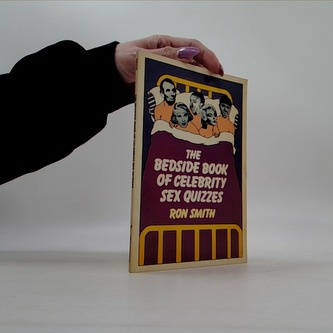 THE
BEDSIDE BOOK
OF CELEBRITY
SEX QUIZZES
RON SMITH